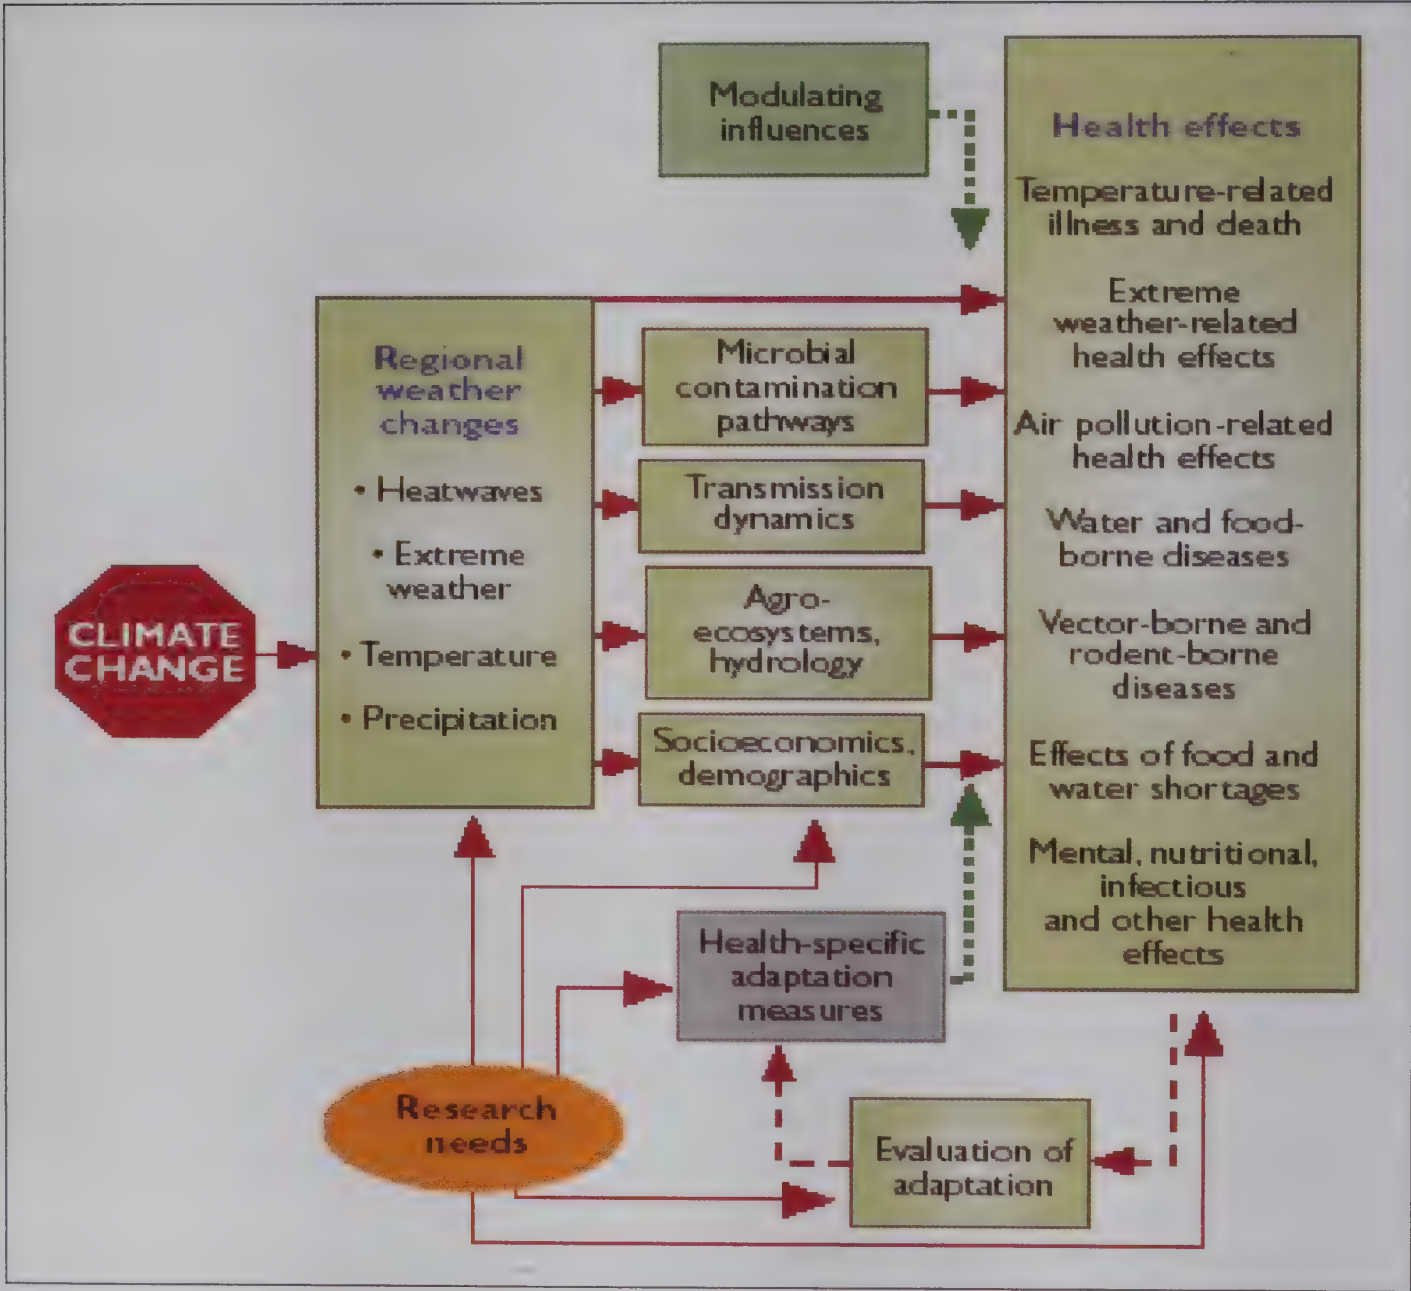 Modulating
influences
Health effects
Temperature-related
illness and death
Extreme
weather-related
health effects
Air pollution-related
health effects
Water and food-
borne diseases
Vector-borne and
rodent-borne
diseases
Effects of food and
water shortages
Mental, nutritional,
infectious
and other health
effects
Regional
weather
changes
• Heatwaves
• Extreme
weather
• Temperature
• Precipitation
Microbial
contamination
pathways
Transmission
dynamics
Agro-
ecosystems,
hydrology
Socioeconomics,
demographics
CLIMATE
CHANGE
Health-specific
adaptation
measures
Research
needs
Evaluation of
adaptation